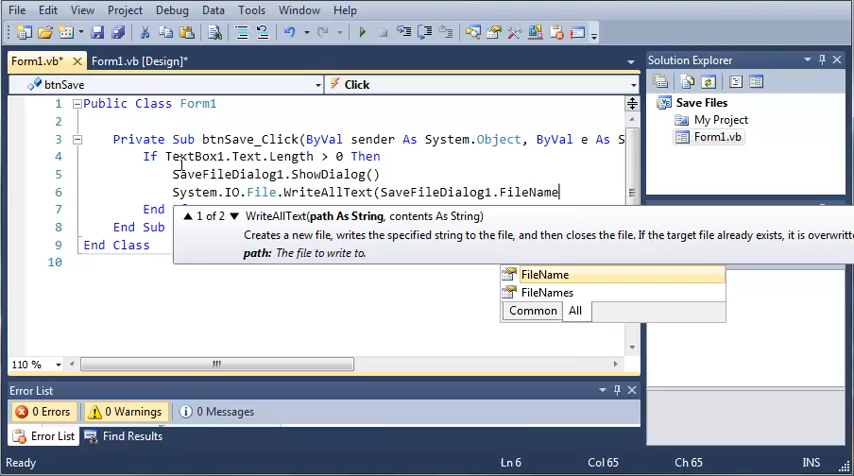 File Edit View Project Debug Data Tools Window Help
Form1.vb* Form1.vb [Design]*
btnSave Click
1 Public Class Form1
2
3 Private Sub btnSave_Click(ByVal sender As System.Object, ByVal e As S
4 If TextBox1.Text.Length > 0 Then
5 SaveFileDialog1.ShowDialog()
6 System.IO.File.WriteAllText(SaveFileDialog1.FileName
7 End
8 End Sub
9 End Class
10
1 of 2 WriteAllText(path As String, contents As String)
Creates a new file, writes the specified string to the file, and then closes the file. If the target file already exists, it is overwritte
path: The file to write to.
FileName
FileNames
Common All
110 %
Solution Explorer
Save Files
My Project
Form1.vb
Error List
0 Errors 0 Warnings 0 Messages
Error List Find Results
Ready Ln 6 Col 65 Ch 65 INS